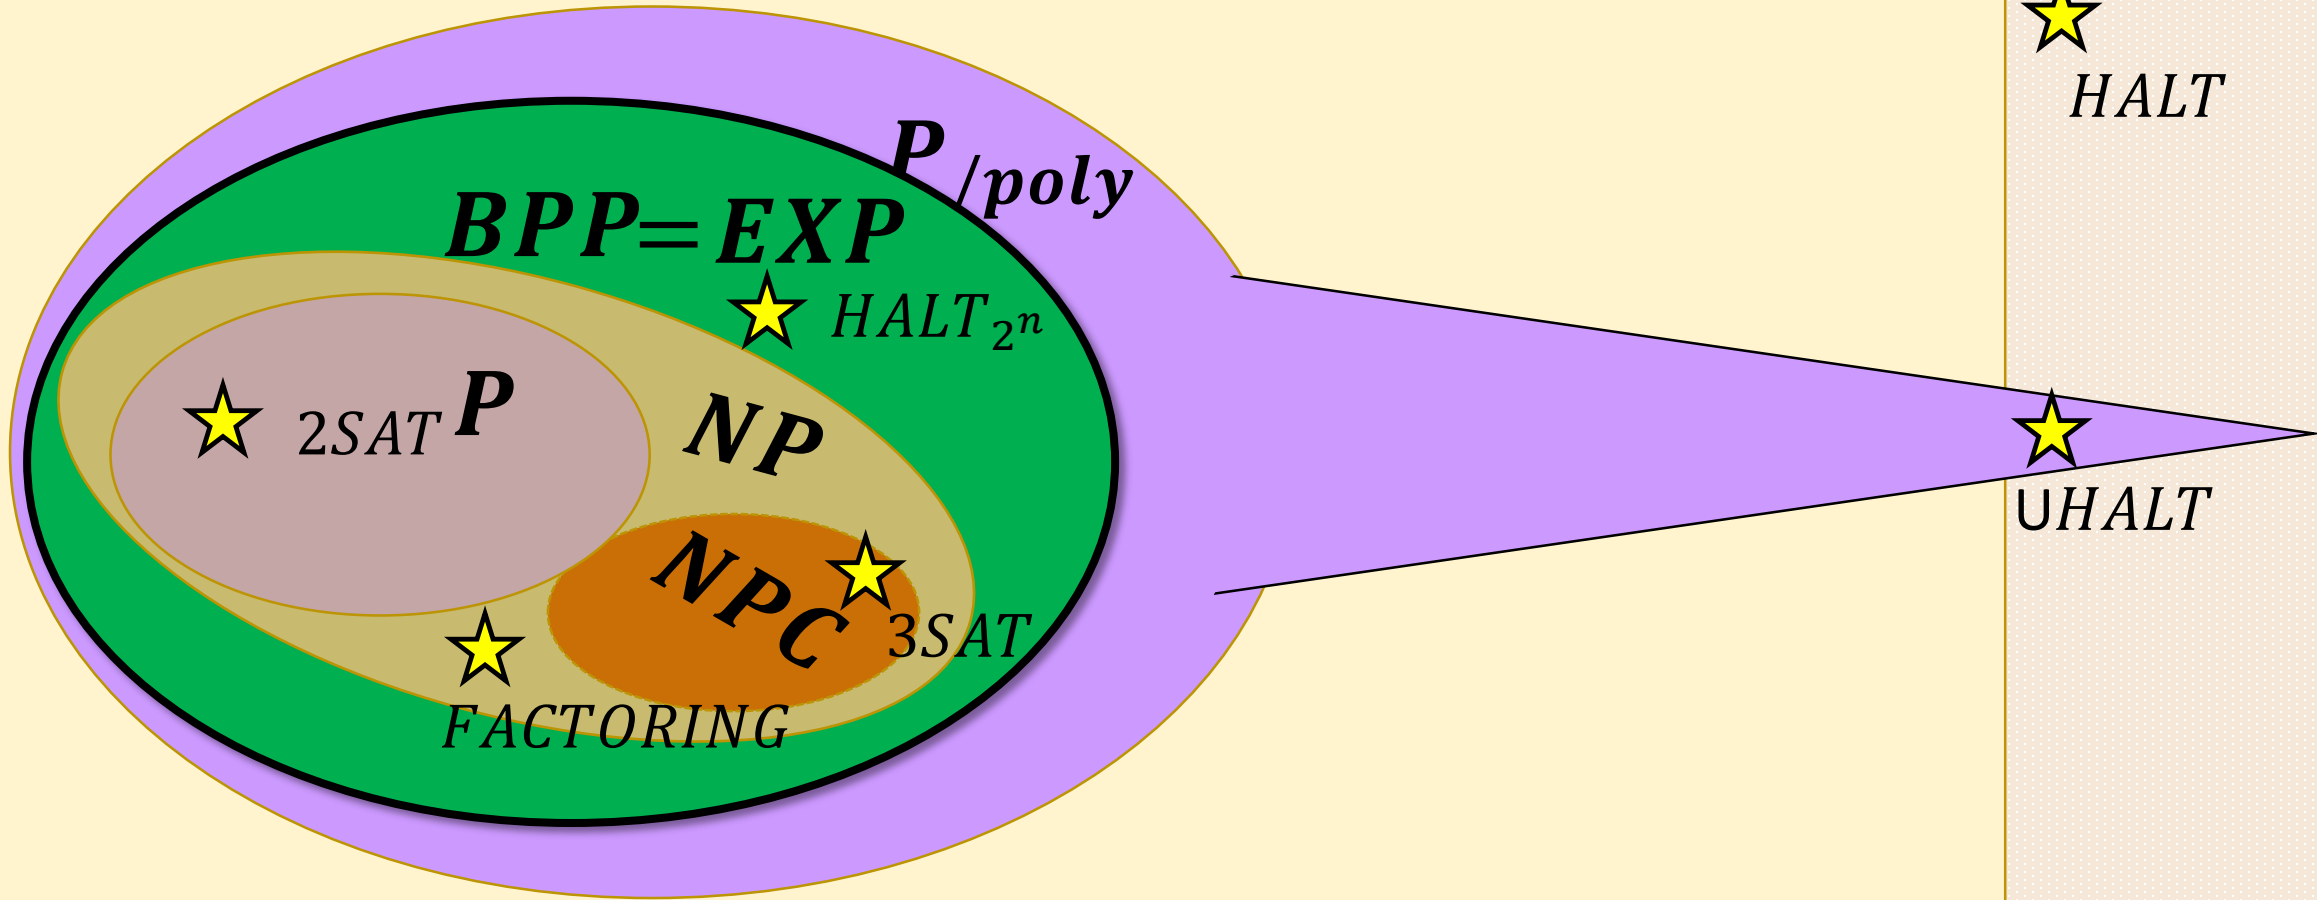 HALT
P/poly
BPP=EXP
HALT₂ⁿ
2SAT P
NP
UHALT
NPC
3SAT
FACTORING